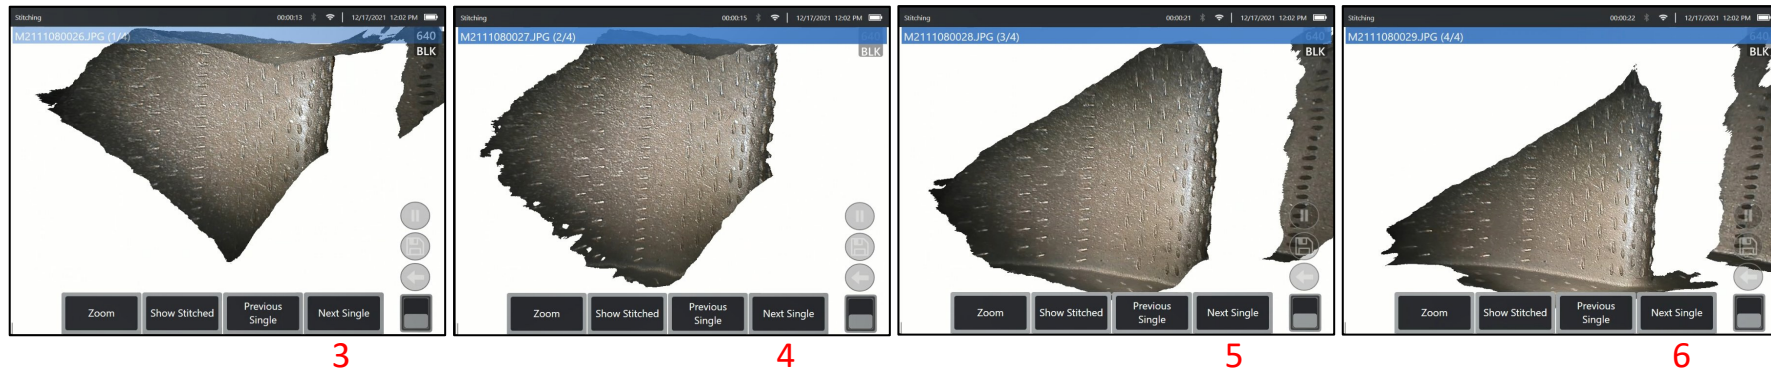 Stitching 00:00:13 12/17/2021 12:02 PM
M2111080026.JPG (1/4) 640
BLK
Zoom Show Stitched Previous Single Next Single
3
Stitching 00:00:15 12/17/2021 12:02 PM
M2111080027.JPG (2/4) 640
BLK
Zoom Show Stitched Previous Single Next Single
4
Stitching 00:00:21 12/17/2021 12:02 PM
M2111080028.JPG (3/4) 640
BLK
Zoom Show Stitched Previous Single Next Single
5
Stitching 00:00:22 12/17/2021 12:02 PM
M2111080029.JPG (4/4) 640
BLK
Zoom Show Stitched Previous Single Next Single
6